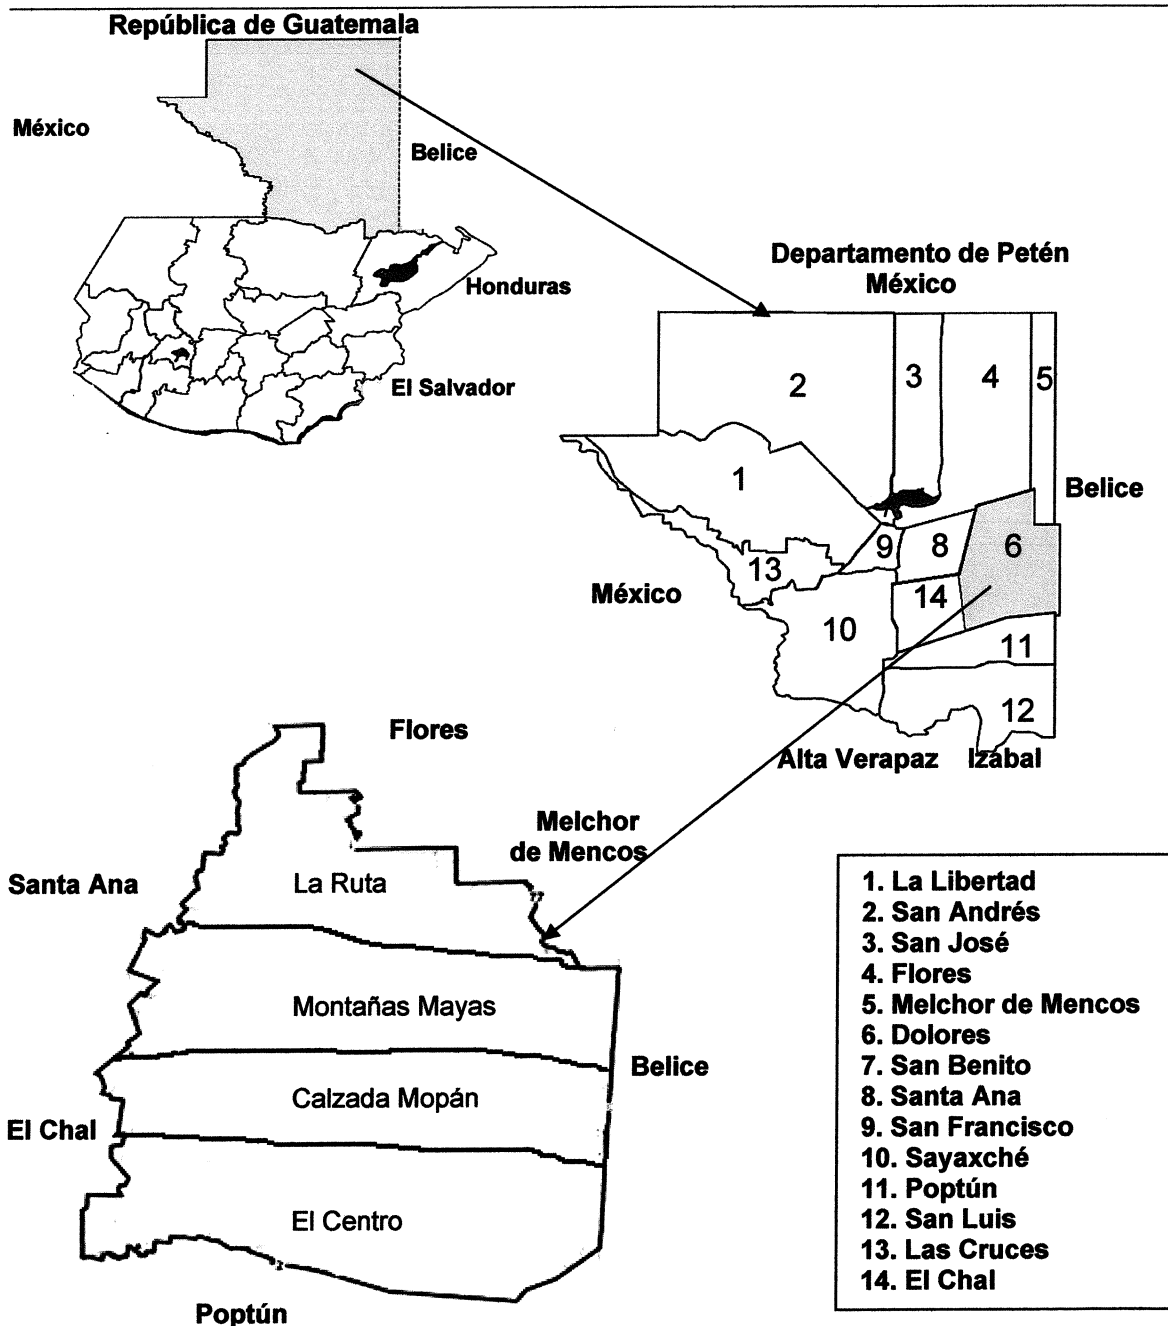 República de Guatemala
México
Belice
Honduras
El Salvador
Departamento de Petén
México
2
3
4
5
1
Belice
9
8
6
13
14
México
10
11
12
Alta Verapaz
Izabal
Flores
Melchor
de Mencos
Santa Ana
La Ruta
Montañas Mayas
Belice
Calzada Mopán
El Chal
El Centro
Poptún
1. La Libertad
2. San Andrés
3. San José
4. Flores
5. Melchor de Mencos
6. Dolores
7. San Benito
8. Santa Ana
9. San Francisco
10. Sayaxché
11. Poptún
12. San Luis
13. Las Cruces
14. El Chal